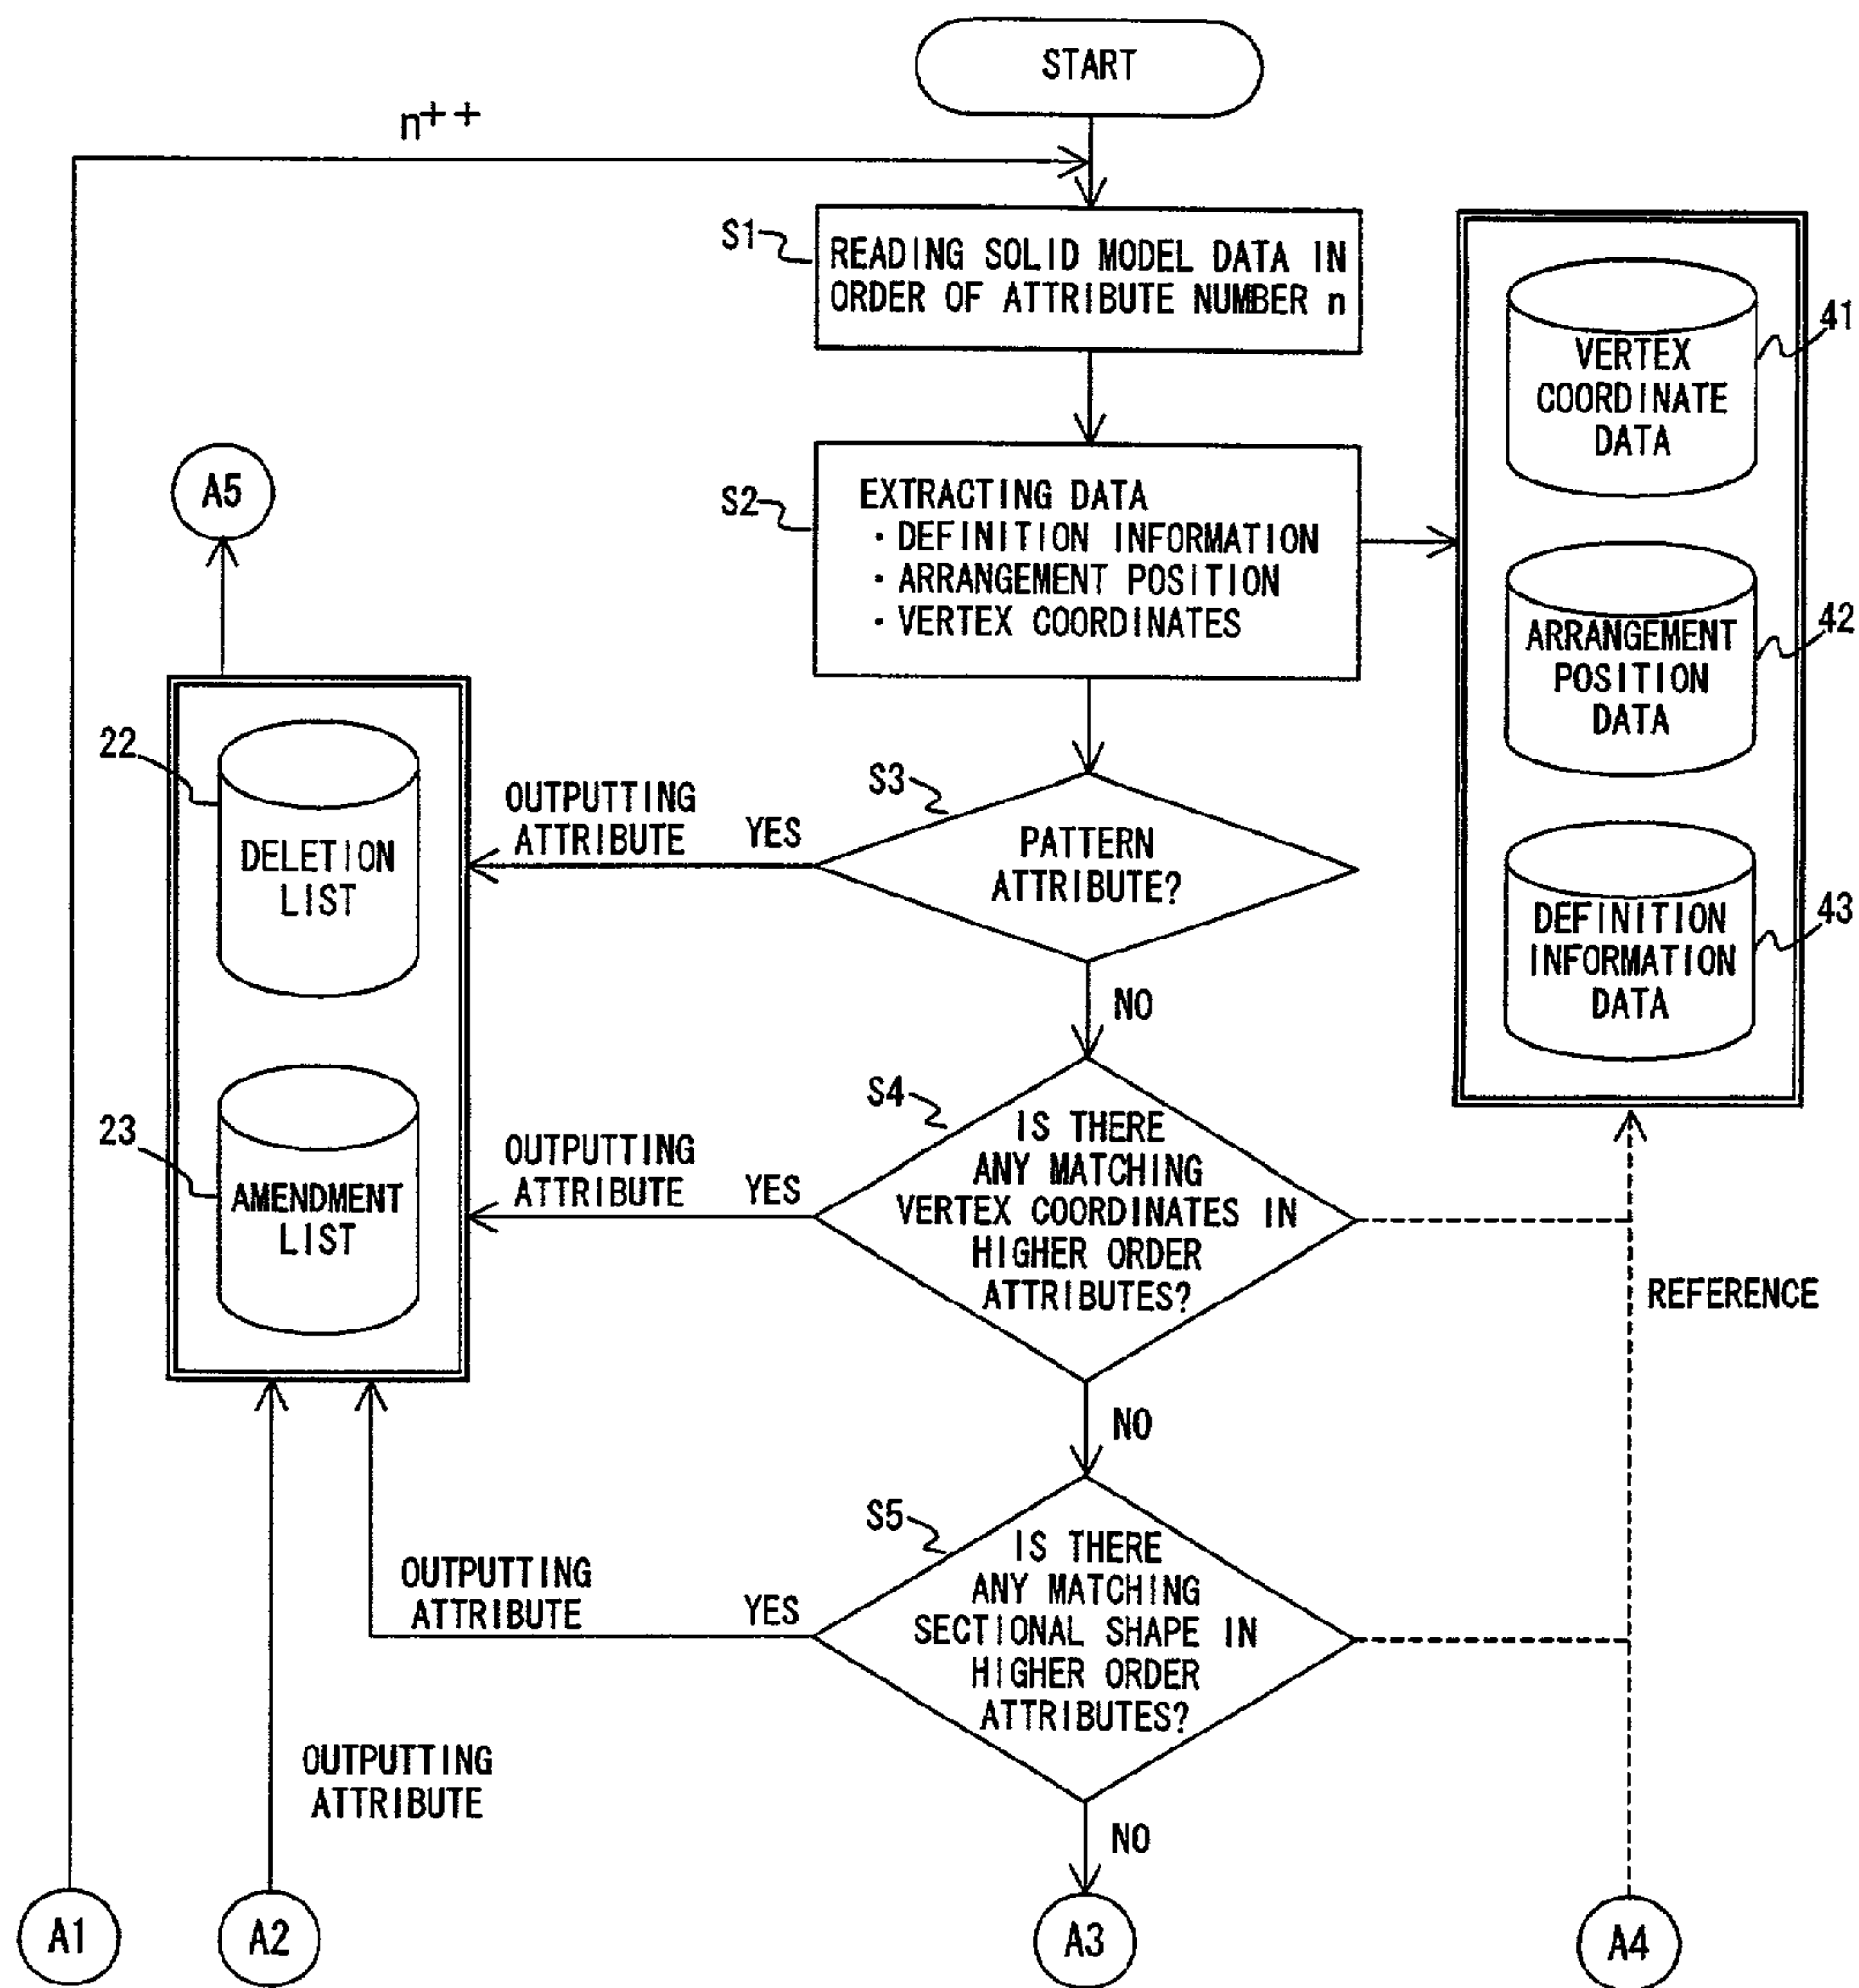 START
n++
S1
READING SOLID MODEL DATA IN
ORDER OF ATTRIBUTE NUMBER n
41
VERTEX
COORDINATE
DATA
A5
S2
EXTRACTING DATA
· DEFINITION INFORMATION
· ARRANGEMENT POSITION
· VERTEX COORDINATES
42
ARRANGEMENT
POSITION
DATA
22
DELETION
LIST
OUTPUTTING
ATTRIBUTE
YES
S3
PATTERN
ATTRIBUTE?
43
DEFINITION
INFORMATION
DATA
NO
23
AMENDMENT
LIST
OUTPUTTING
ATTRIBUTE
YES
S4
IS THERE
ANY MATCHING
VERTEX COORDINATES IN
HIGHER ORDER
ATTRIBUTES?
REFERENCE
NO
S5
OUTPUTTING
ATTRIBUTE
YES
IS THERE
ANY MATCHING
SECTIONAL SHAPE IN
HIGHER ORDER
ATTRIBUTES?
OUTPUTTING
ATTRIBUTE
NO
A1
A2
A3
A4